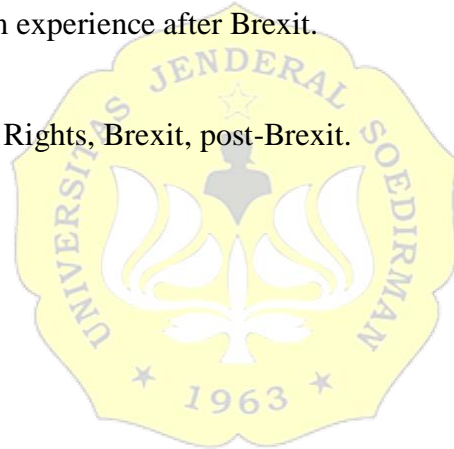 n experience after Brexit.
Rights, Brexit, post-Brexit.
UNIVERSITAS JENDERAL SOEDIRMAN
* 1963 *